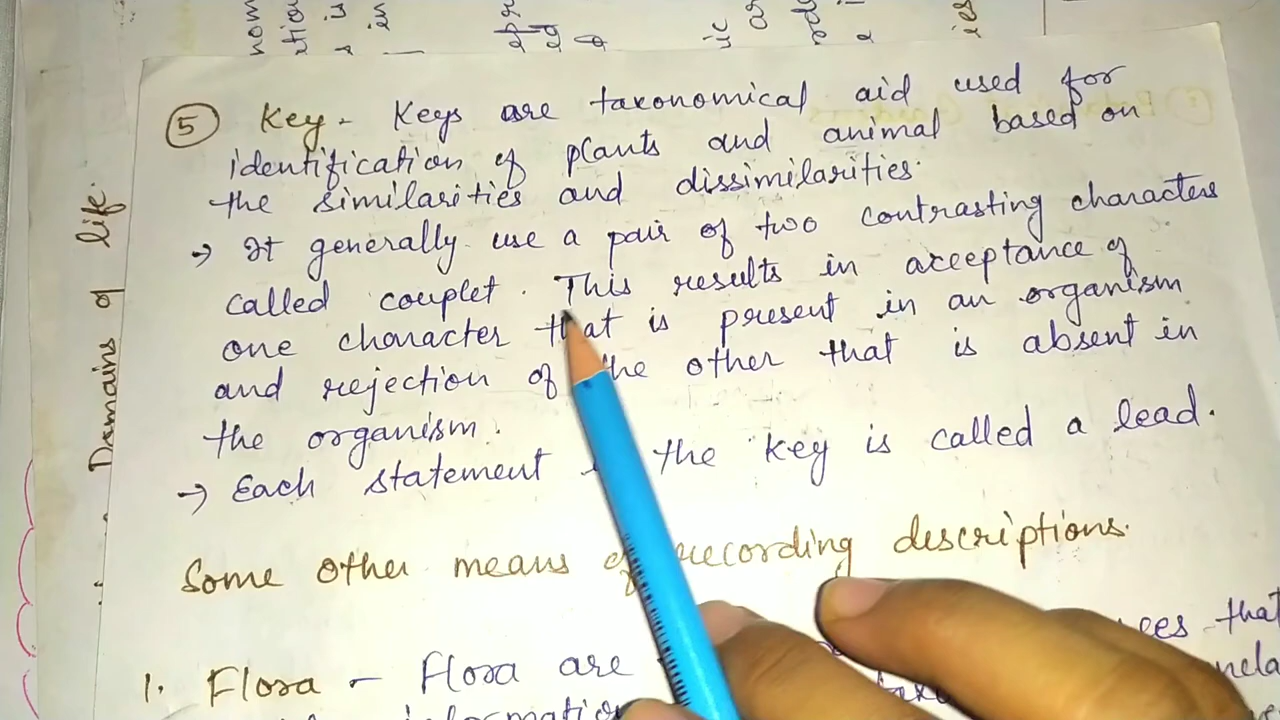 ⑤ Key - Keys are taxonomical aid used for
identification of plants and animal based on
the similarities and dissimilarities.
→ It generally use a pair of two contrasting characters
called couplet. This results in acceptance of
one character that is present in an organism
and rejection of the other that is absent in
the organism.
→ Each statement the key is called a lead.
Some other means of recording descriptions.
1. Flora - Flora are that
information
Domains of life.